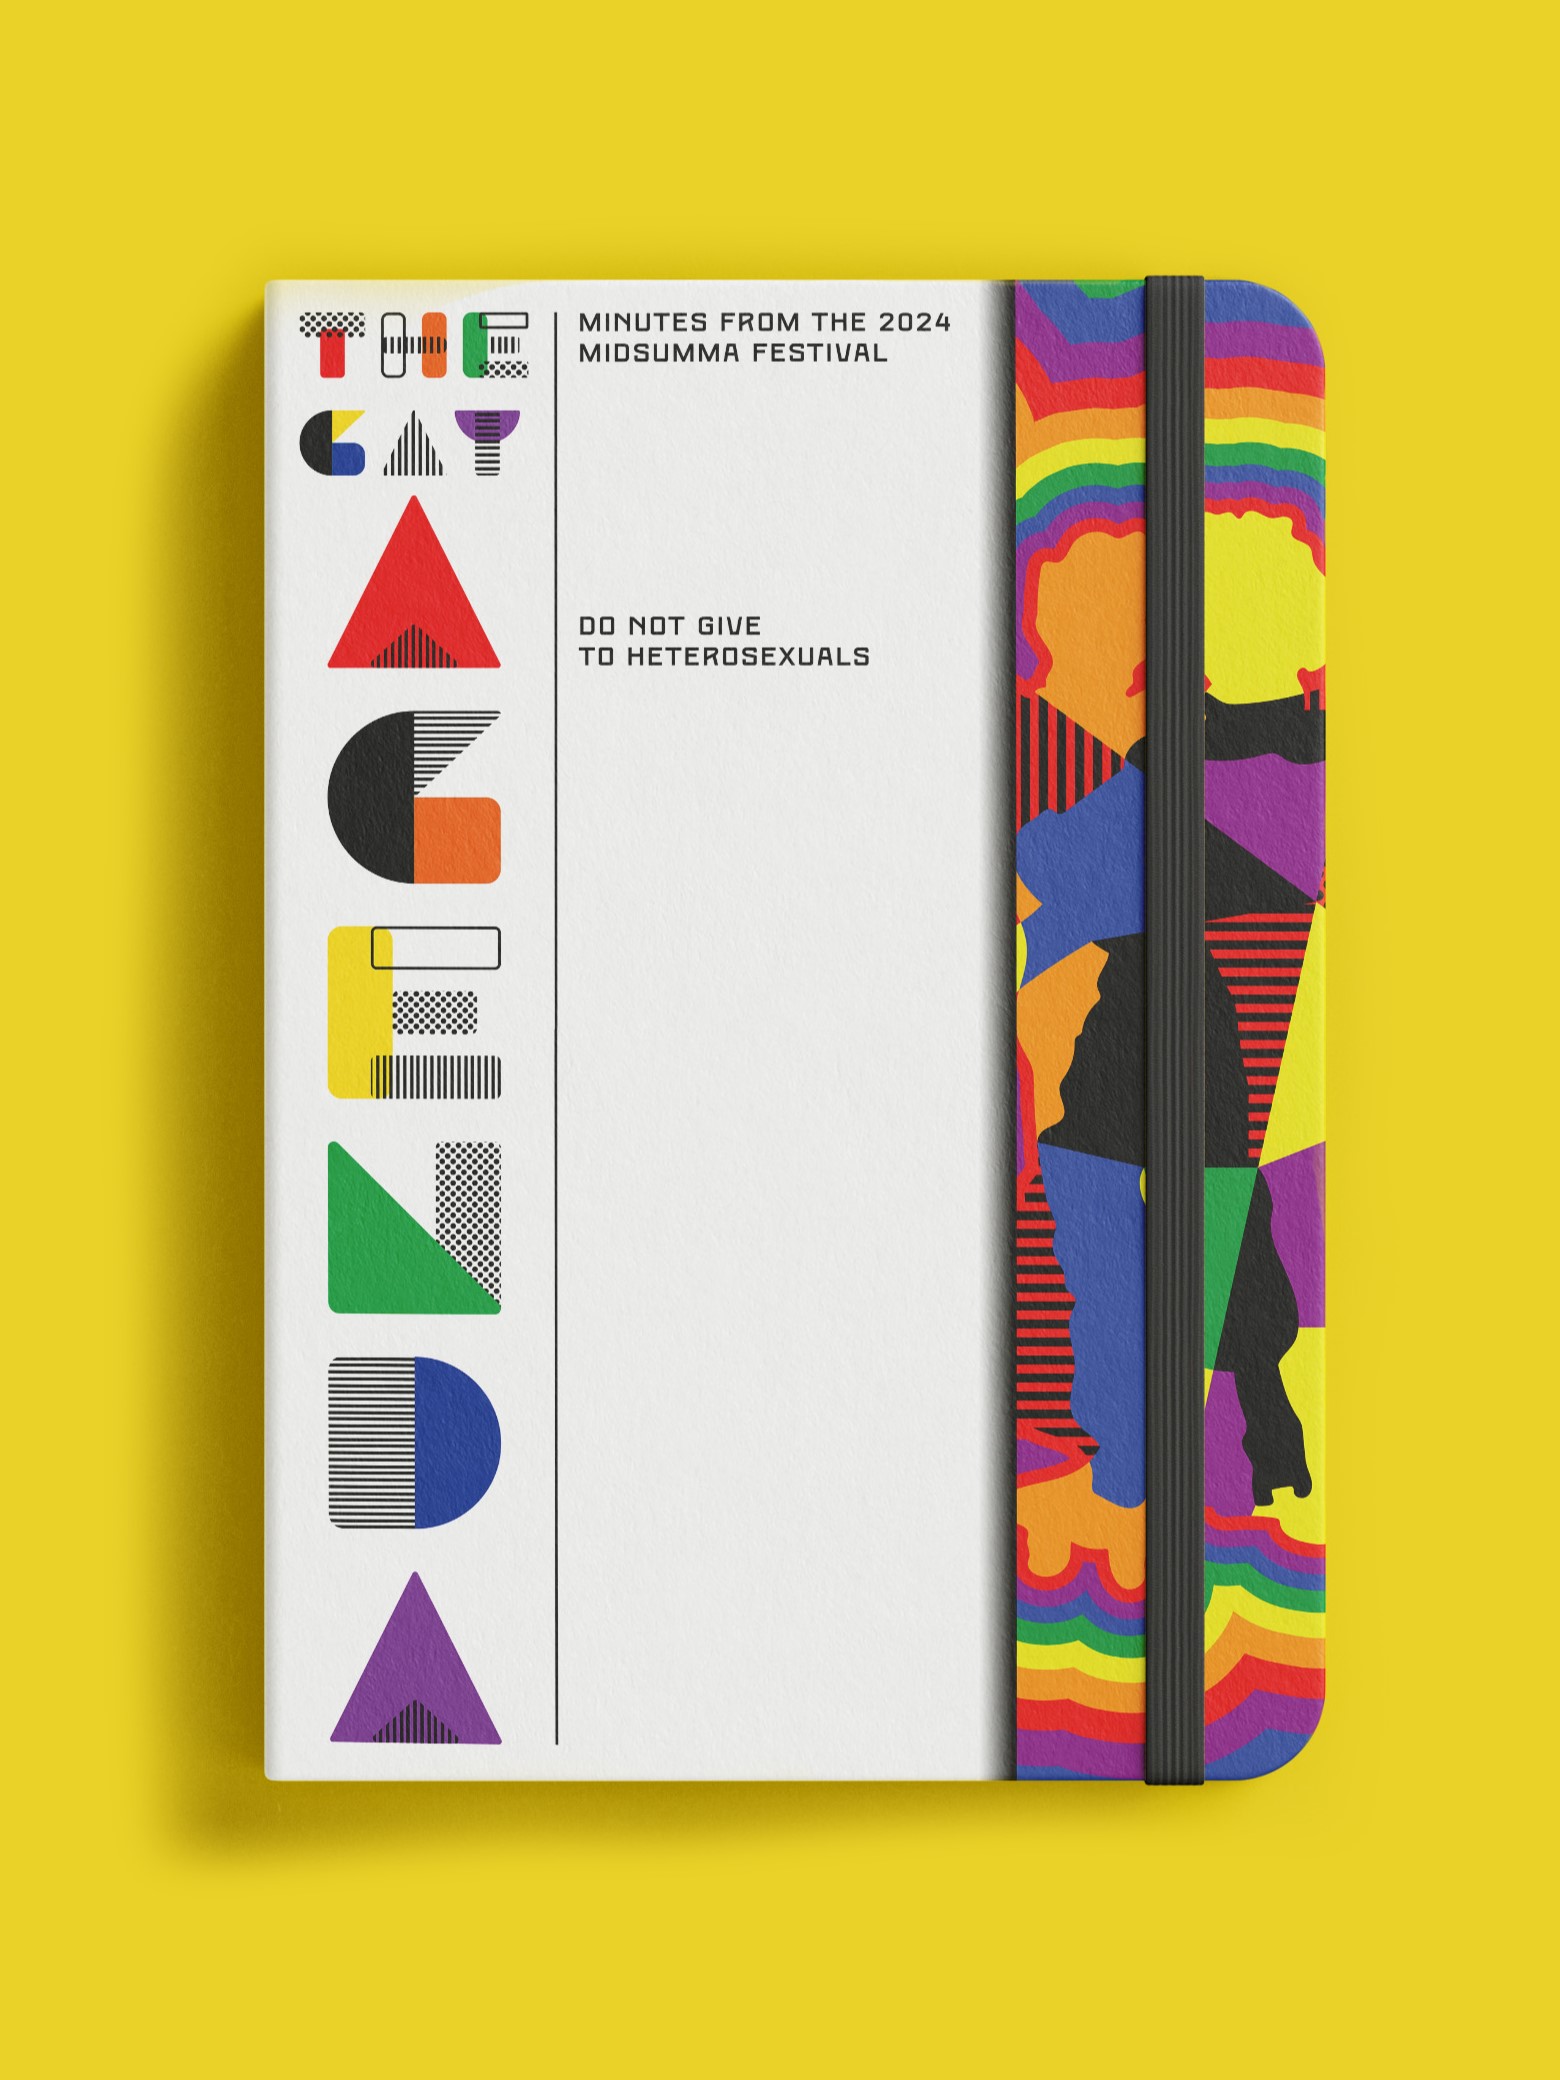 THE
GAY
AGENDA
MINUTES FROM THE 2024
MIDSUMMA FESTIVAL
DO NOT GIVE
TO HETEROSEXUALS